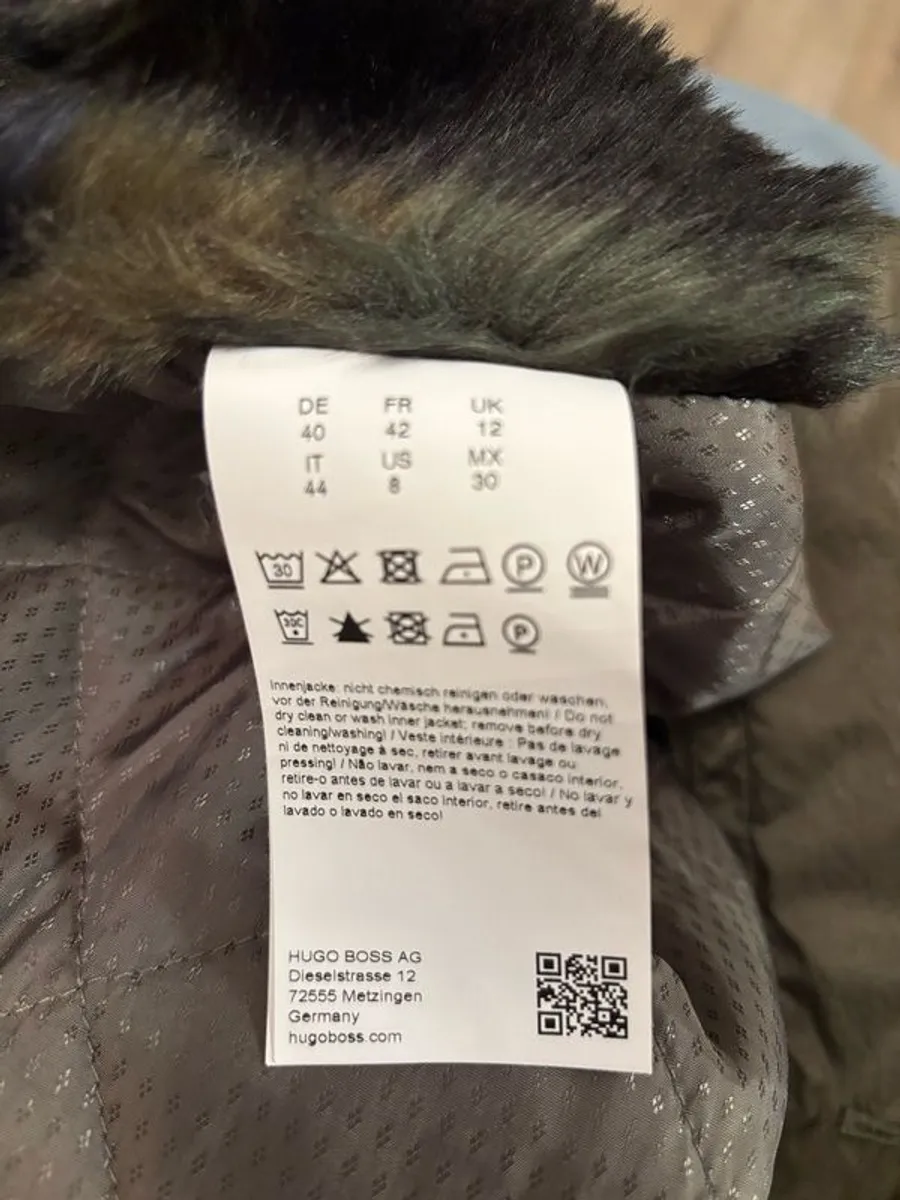 DE FR UK
40 42 12
IT US MX
44 8 30
30 P W
30C P
Innenjacke: nicht chemisch reinigen oder waschen,
vor der Reinigung/Wäsche herausnehmen! / Do not
dry clean or wash inner jacket; remove before dry
cleaning/washing! / Veste intérieure : Pas de lavage
ni de nettoyage à sec, retirer avant lavage ou
pressing! / Não lavar, nem a seco o casaco interior,
retire-o antes de lavar ou a lavar a seco! / No lavar y
no lavar en seco el saco interior, retire antes del
lavado o lavado en seco!
HUGO BOSS AG
Dieselstrasse 12
72555 Metzingen
Germany
hugoboss.com